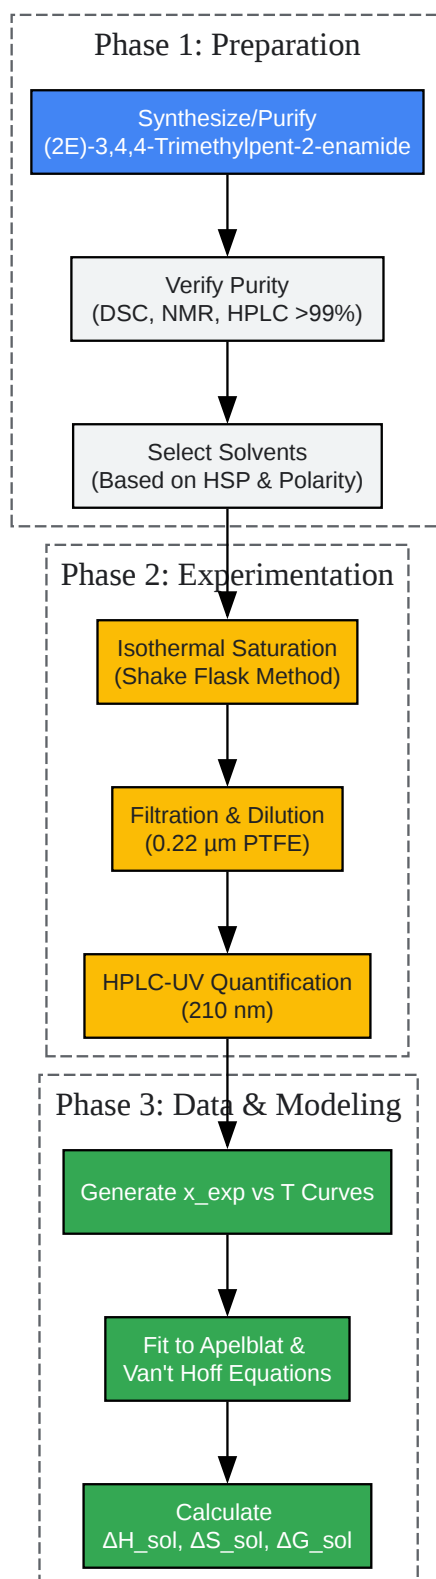 Phase 1: Preparation
Synthesize/Purify
(2E)-3,4,4-Trimethylpent-2-enamide
Verify Purity
(DSC, NMR, HPLC >99%)
Select Solvents
(Based on HSP & Polarity)
Phase 2: Experimentation
Isothermal Saturation
(Shake Flask Method)
Filtration & Dilution
(0.22 µm PTFE)
HPLC-UV Quantification
(210 nm)
Phase 3: Data & Modeling
Generate x_exp vs T Curves
Fit to Apelblat &
Van't Hoff Equations
Calculate
ΔH_sol, ΔS_sol, ΔG_sol